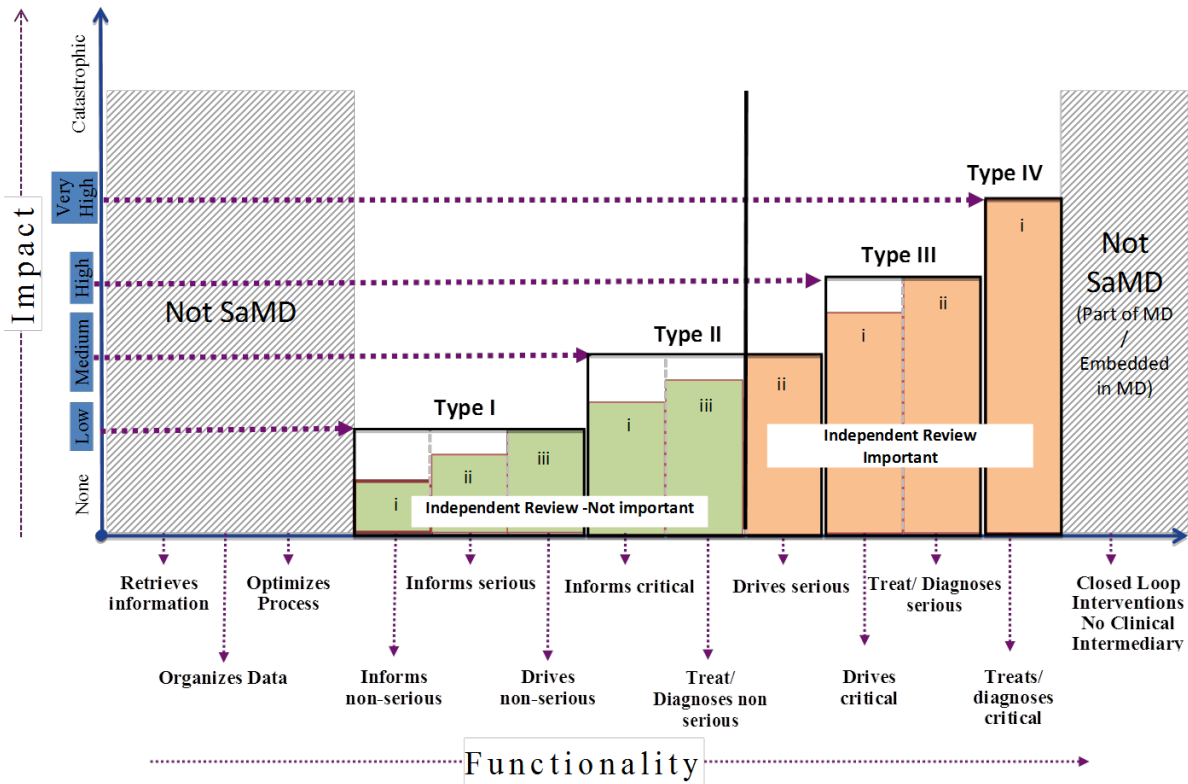 Impact
Catastrophic
Very
High
High
Medium
Low
None
Not SaMD
Type I
i
ii
iii
Independent Review -Not important
Type II
i
iii
ii
Type III
i
ii
Independent Review
Important
Type IV
i
Not
SaMD
(Part of MD
/
Embedded
in MD)
Retrieves
information
Optimizes
Process
Informs serious
Informs critical
Drives serious
Treat/ Diagnoses
serious
Closed Loop
Interventions
No Clinical
Intermediary
Organizes Data
Informs
non-serious
Drives
non-serious
Treat/
Diagnoses non
serious
Drives
critical
Treats/
diagnoses
critical
Functionality